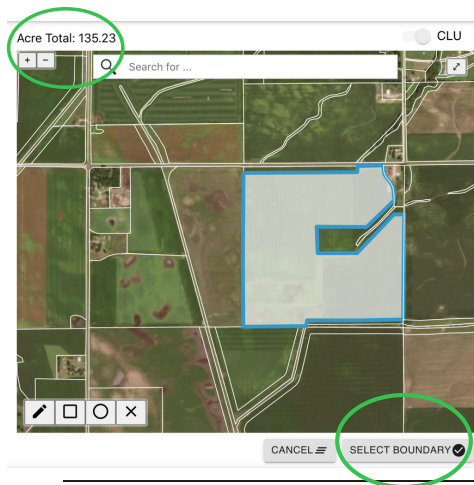 Acre Total: 135.23
CLU
+ −
Search for ...
CANCEL
SELECT BOUNDARY